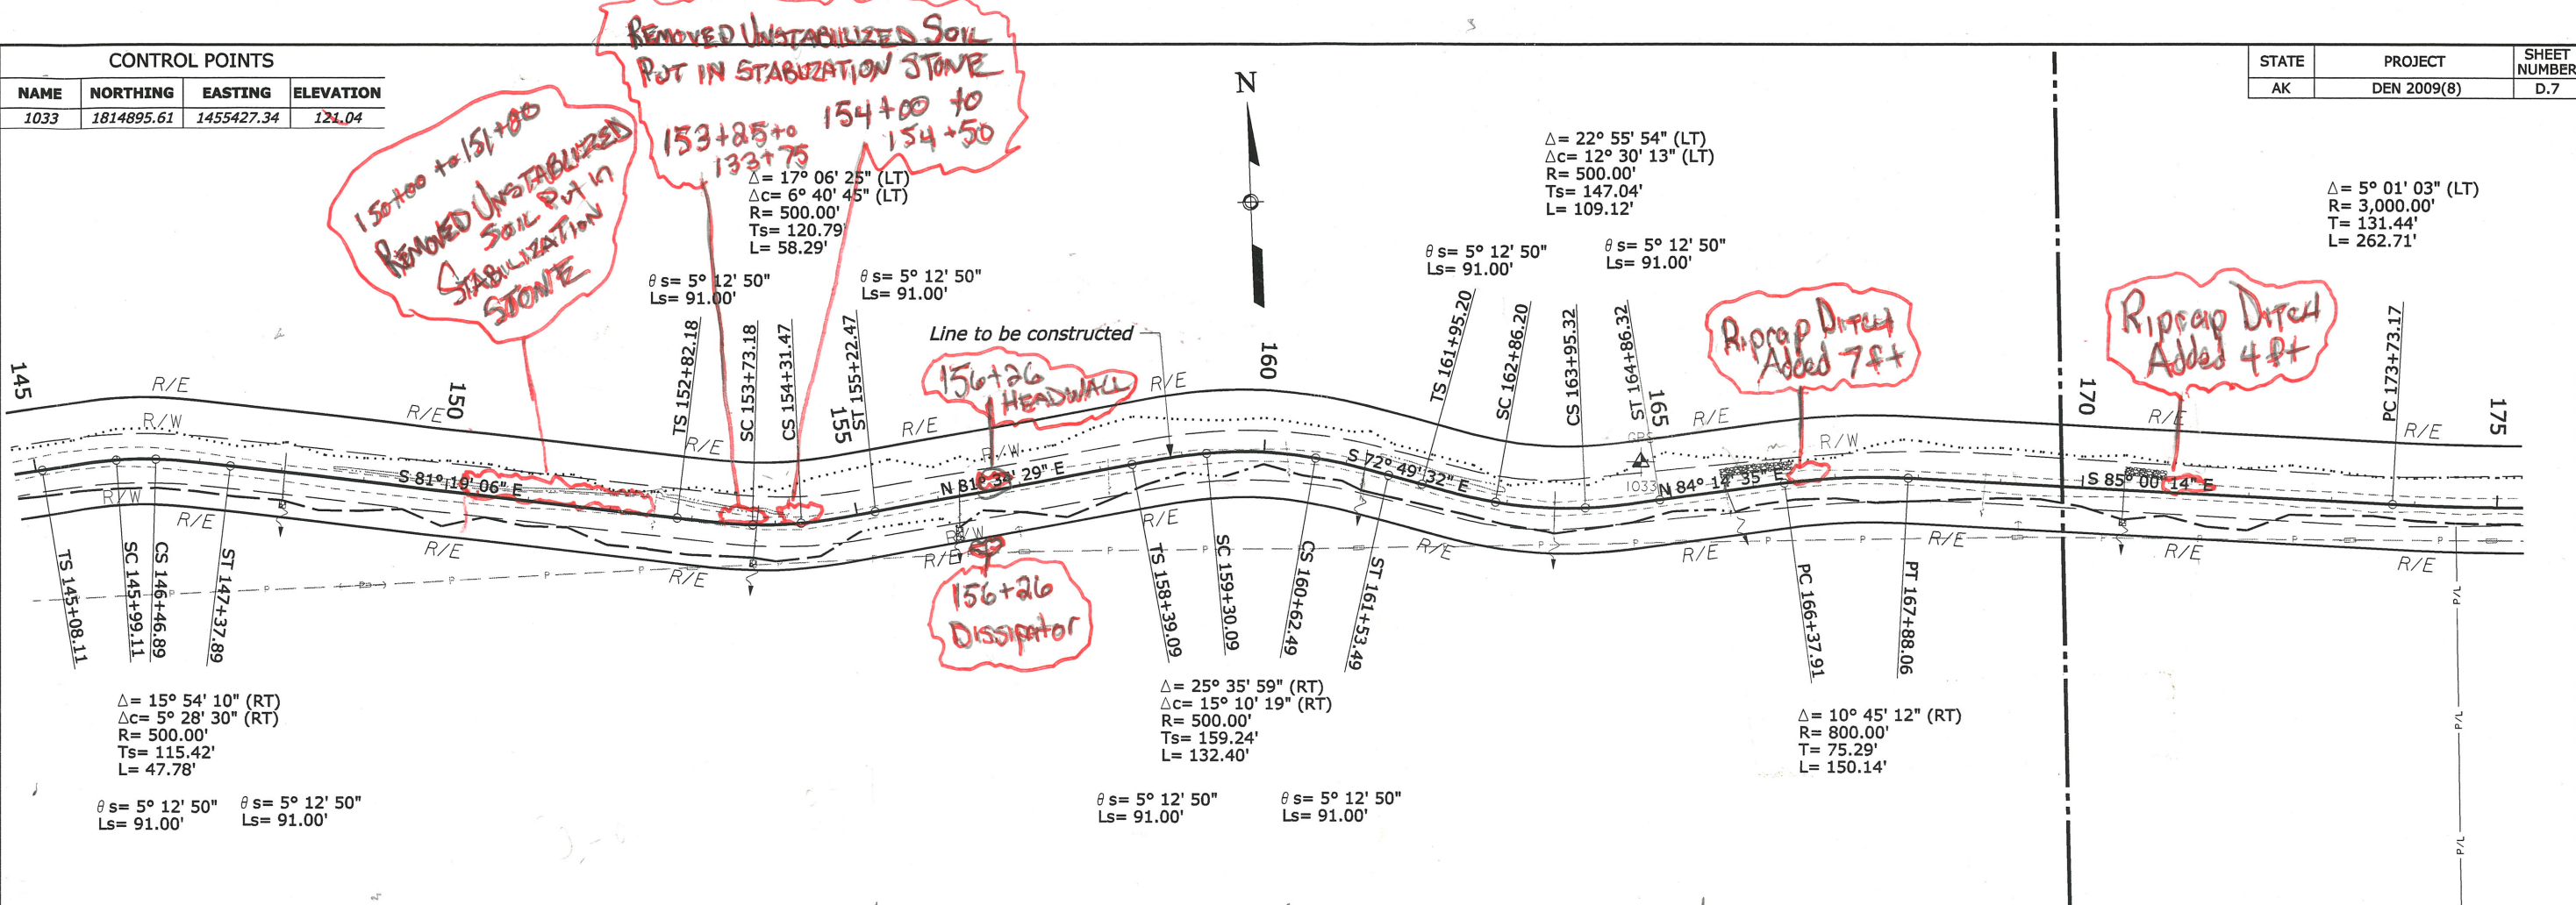 CONTROL POINTS
NAME NORTHING EASTING ELEVATION
1033 1814895.61 1455427.34 121.04
STATE PROJECT SHEET NUMBER
AK DEN 2009(8) D.7
REMOVED UNSTABILIZED SOIL
PUT IN STABLIZATION STONE
153+25 to
133+75
154+00 to
154+50
150+00 to 151+80
REMOVED UNSTABLIZED
SOIL PUT in
STABILIZATION
STONE
N
Δ= 17° 06' 25" (LT)
Δc= 6° 40' 45" (LT)
R= 500.00'
Ts= 120.79'
L= 58.29'
θ s= 5° 12' 50"
Ls= 91.00'
θ s= 5° 12' 50"
Ls= 91.00'
Δ= 22° 55' 54" (LT)
Δc= 12° 30' 13" (LT)
R= 500.00'
Ts= 147.04'
L= 109.12'
θ s= 5° 12' 50"
Ls= 91.00'
θ s= 5° 12' 50"
Ls= 91.00'
Δ= 5° 01' 03" (LT)
R= 3,000.00'
T= 131.44'
L= 262.71'
Line to be constructed
156+26
HEADWALL
Riprap Ditch
Added 7ft
Riprap Ditch
Added 4 ft
145
150
155
160
165
170
175
TS 152+82.18
SC 153+73.18
CS 154+31.47
ST 155+22.47
TS 161+95.20
SC 162+86.20
CS 163+95.32
ST 164+86.32
PC 173+73.17
R/E
R/E
R/E
R/E
R/E
R/E
R/E
R/E
R/W
R/W
R/W
GPS
1033
S 81° 19' 06" E
N 81° 34' 29" E
S 72° 49' 32" E
N 84° 14' 35" E
S 85° 00' 14" E
R/W
R/W
R/E
R/E
R/E
R/E
R/E
R/E
R/E
R/E
R/E
R/E
P
P
P
P
P
P
P
P
P
P
P
P
P
P/L
P/L
P/L
156+26
Dissipator
TS 145+08.11
SC 145+99.11
CS 146+46.89
ST 147+37.89
TS 158+39.09
SC 159+30.09
CS 160+62.49
ST 161+53.49
PC 166+37.91
PT 167+88.06
Δ= 15° 54' 10" (RT)
Δc= 5° 28' 30" (RT)
R= 500.00'
Ts= 115.42'
L= 47.78'
θ s= 5° 12' 50"
Ls= 91.00'
θ s= 5° 12' 50"
Ls= 91.00'
Δ= 25° 35' 59" (RT)
Δc= 15° 10' 19" (RT)
R= 500.00'
Ts= 159.24'
L= 132.40'
θ s= 5° 12' 50"
Ls= 91.00'
θ s= 5° 12' 50"
Ls= 91.00'
Δ= 10° 45' 12" (RT)
R= 800.00'
T= 75.29'
L= 150.14'